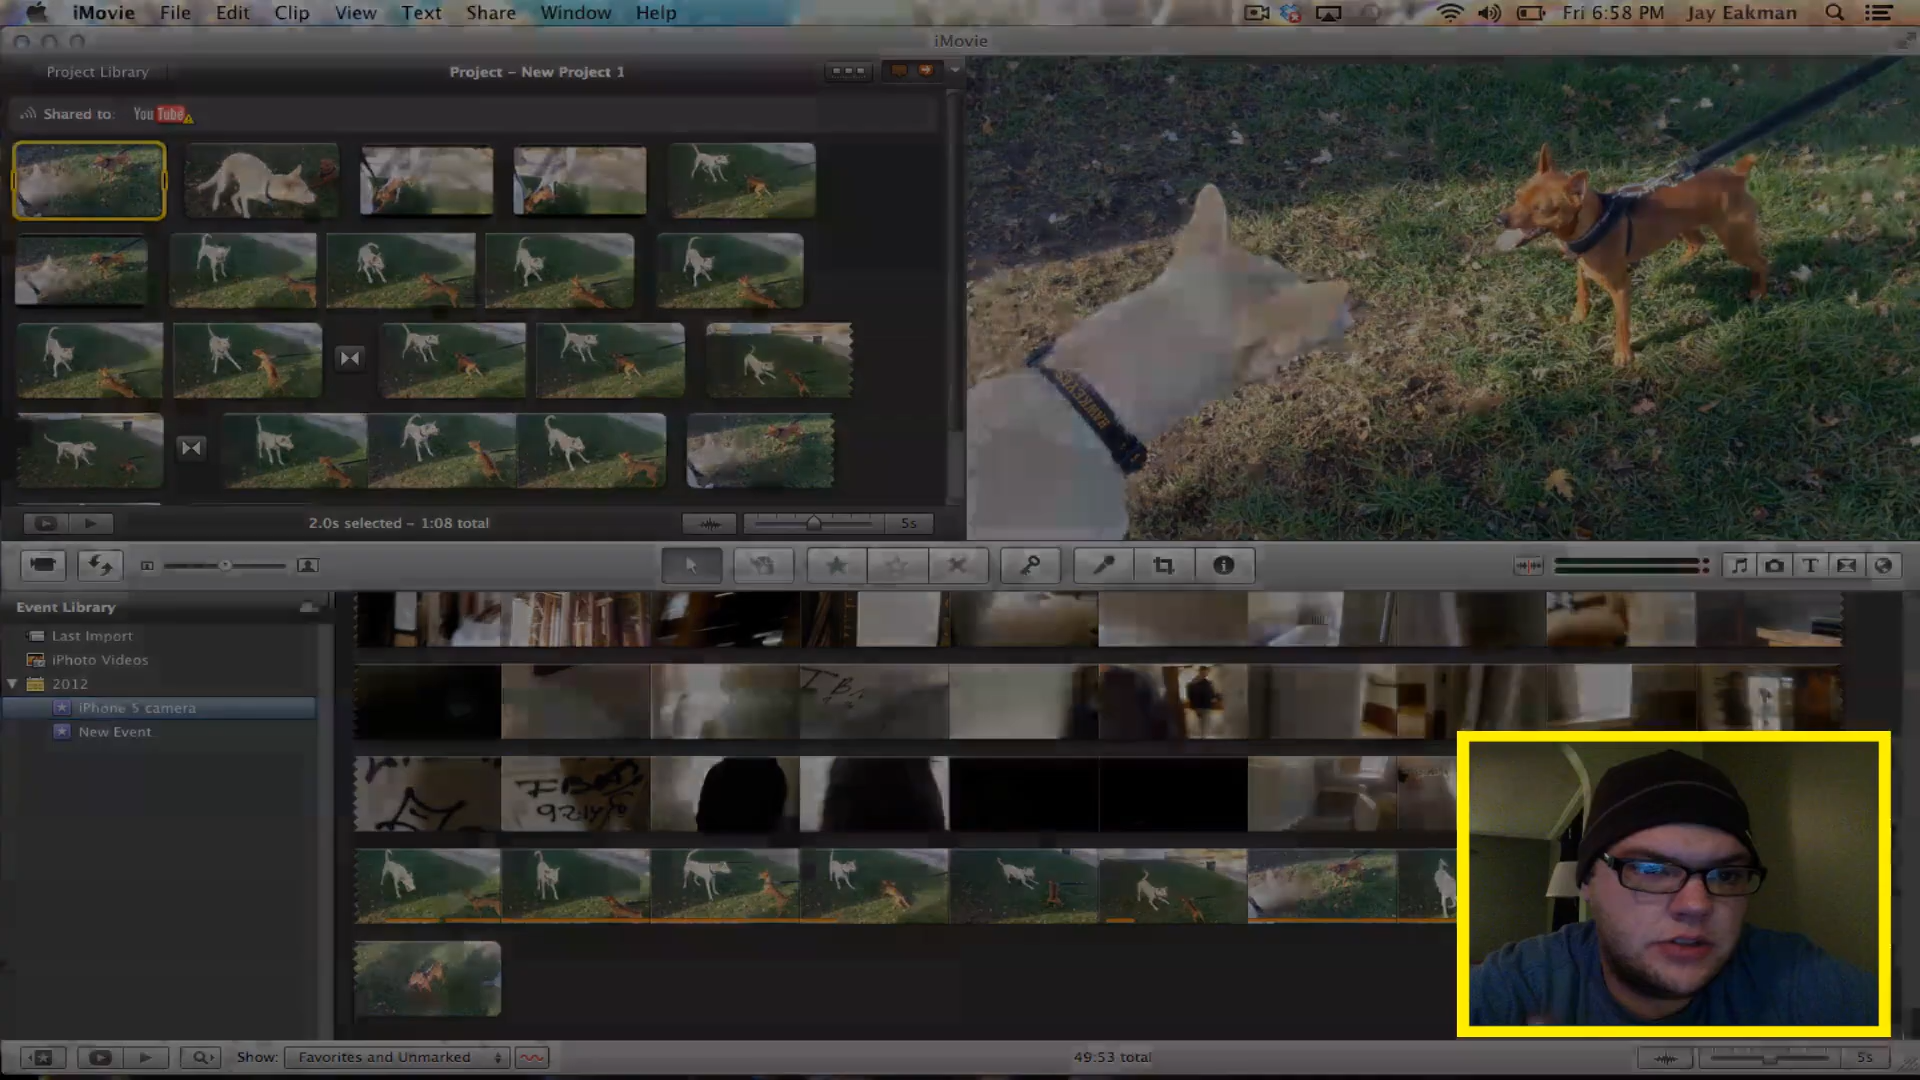 iMovie File Edit Clip View Text Share Window Help Fri 6:58 PM Jay Eakman
iMovie
Project Library Project – New Project 1
Shared to: YouTube
2.0s selected – 1:08 total 5s
Event Library
Last Import
iPhoto Videos
2012
iPhone 5 camera
New Event
Show: Favorites and Unmarked 49:53 total 5s